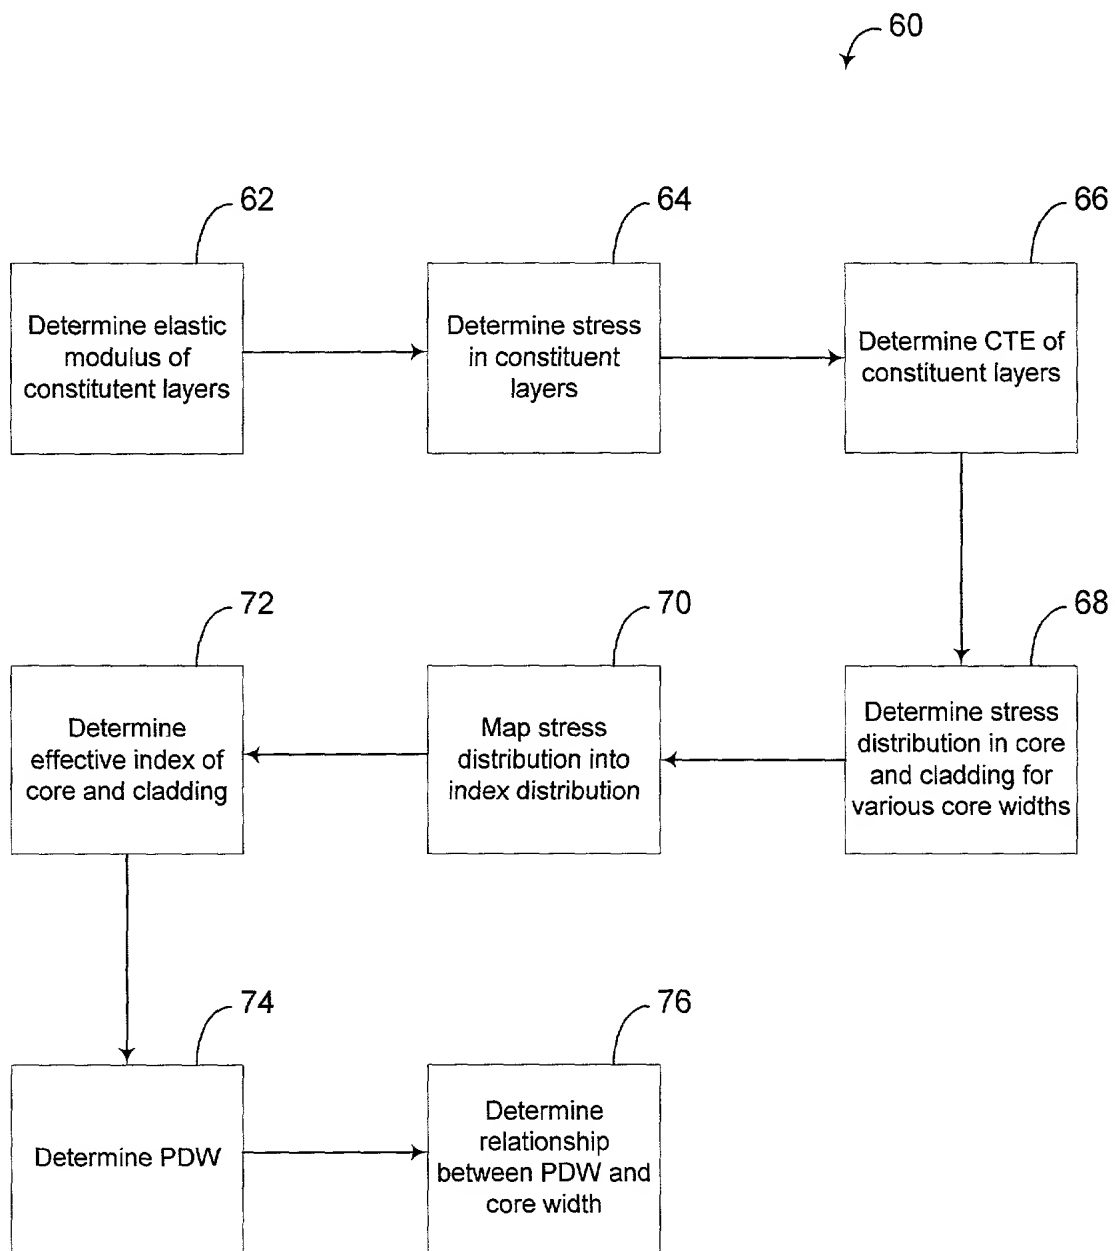 60
62
Determine elastic
modulus of
constitutent layers
64
Determine stress
in constituent
layers
66
Determine CTE of
constituent layers
72
Determine
effective index of
core and cladding
70
Map stress
distribution into
index distribution
68
Determine stress
distribution in core
and cladding for
various core widths
74
Determine PDW
76
Determine
relationship
between PDW and
core width